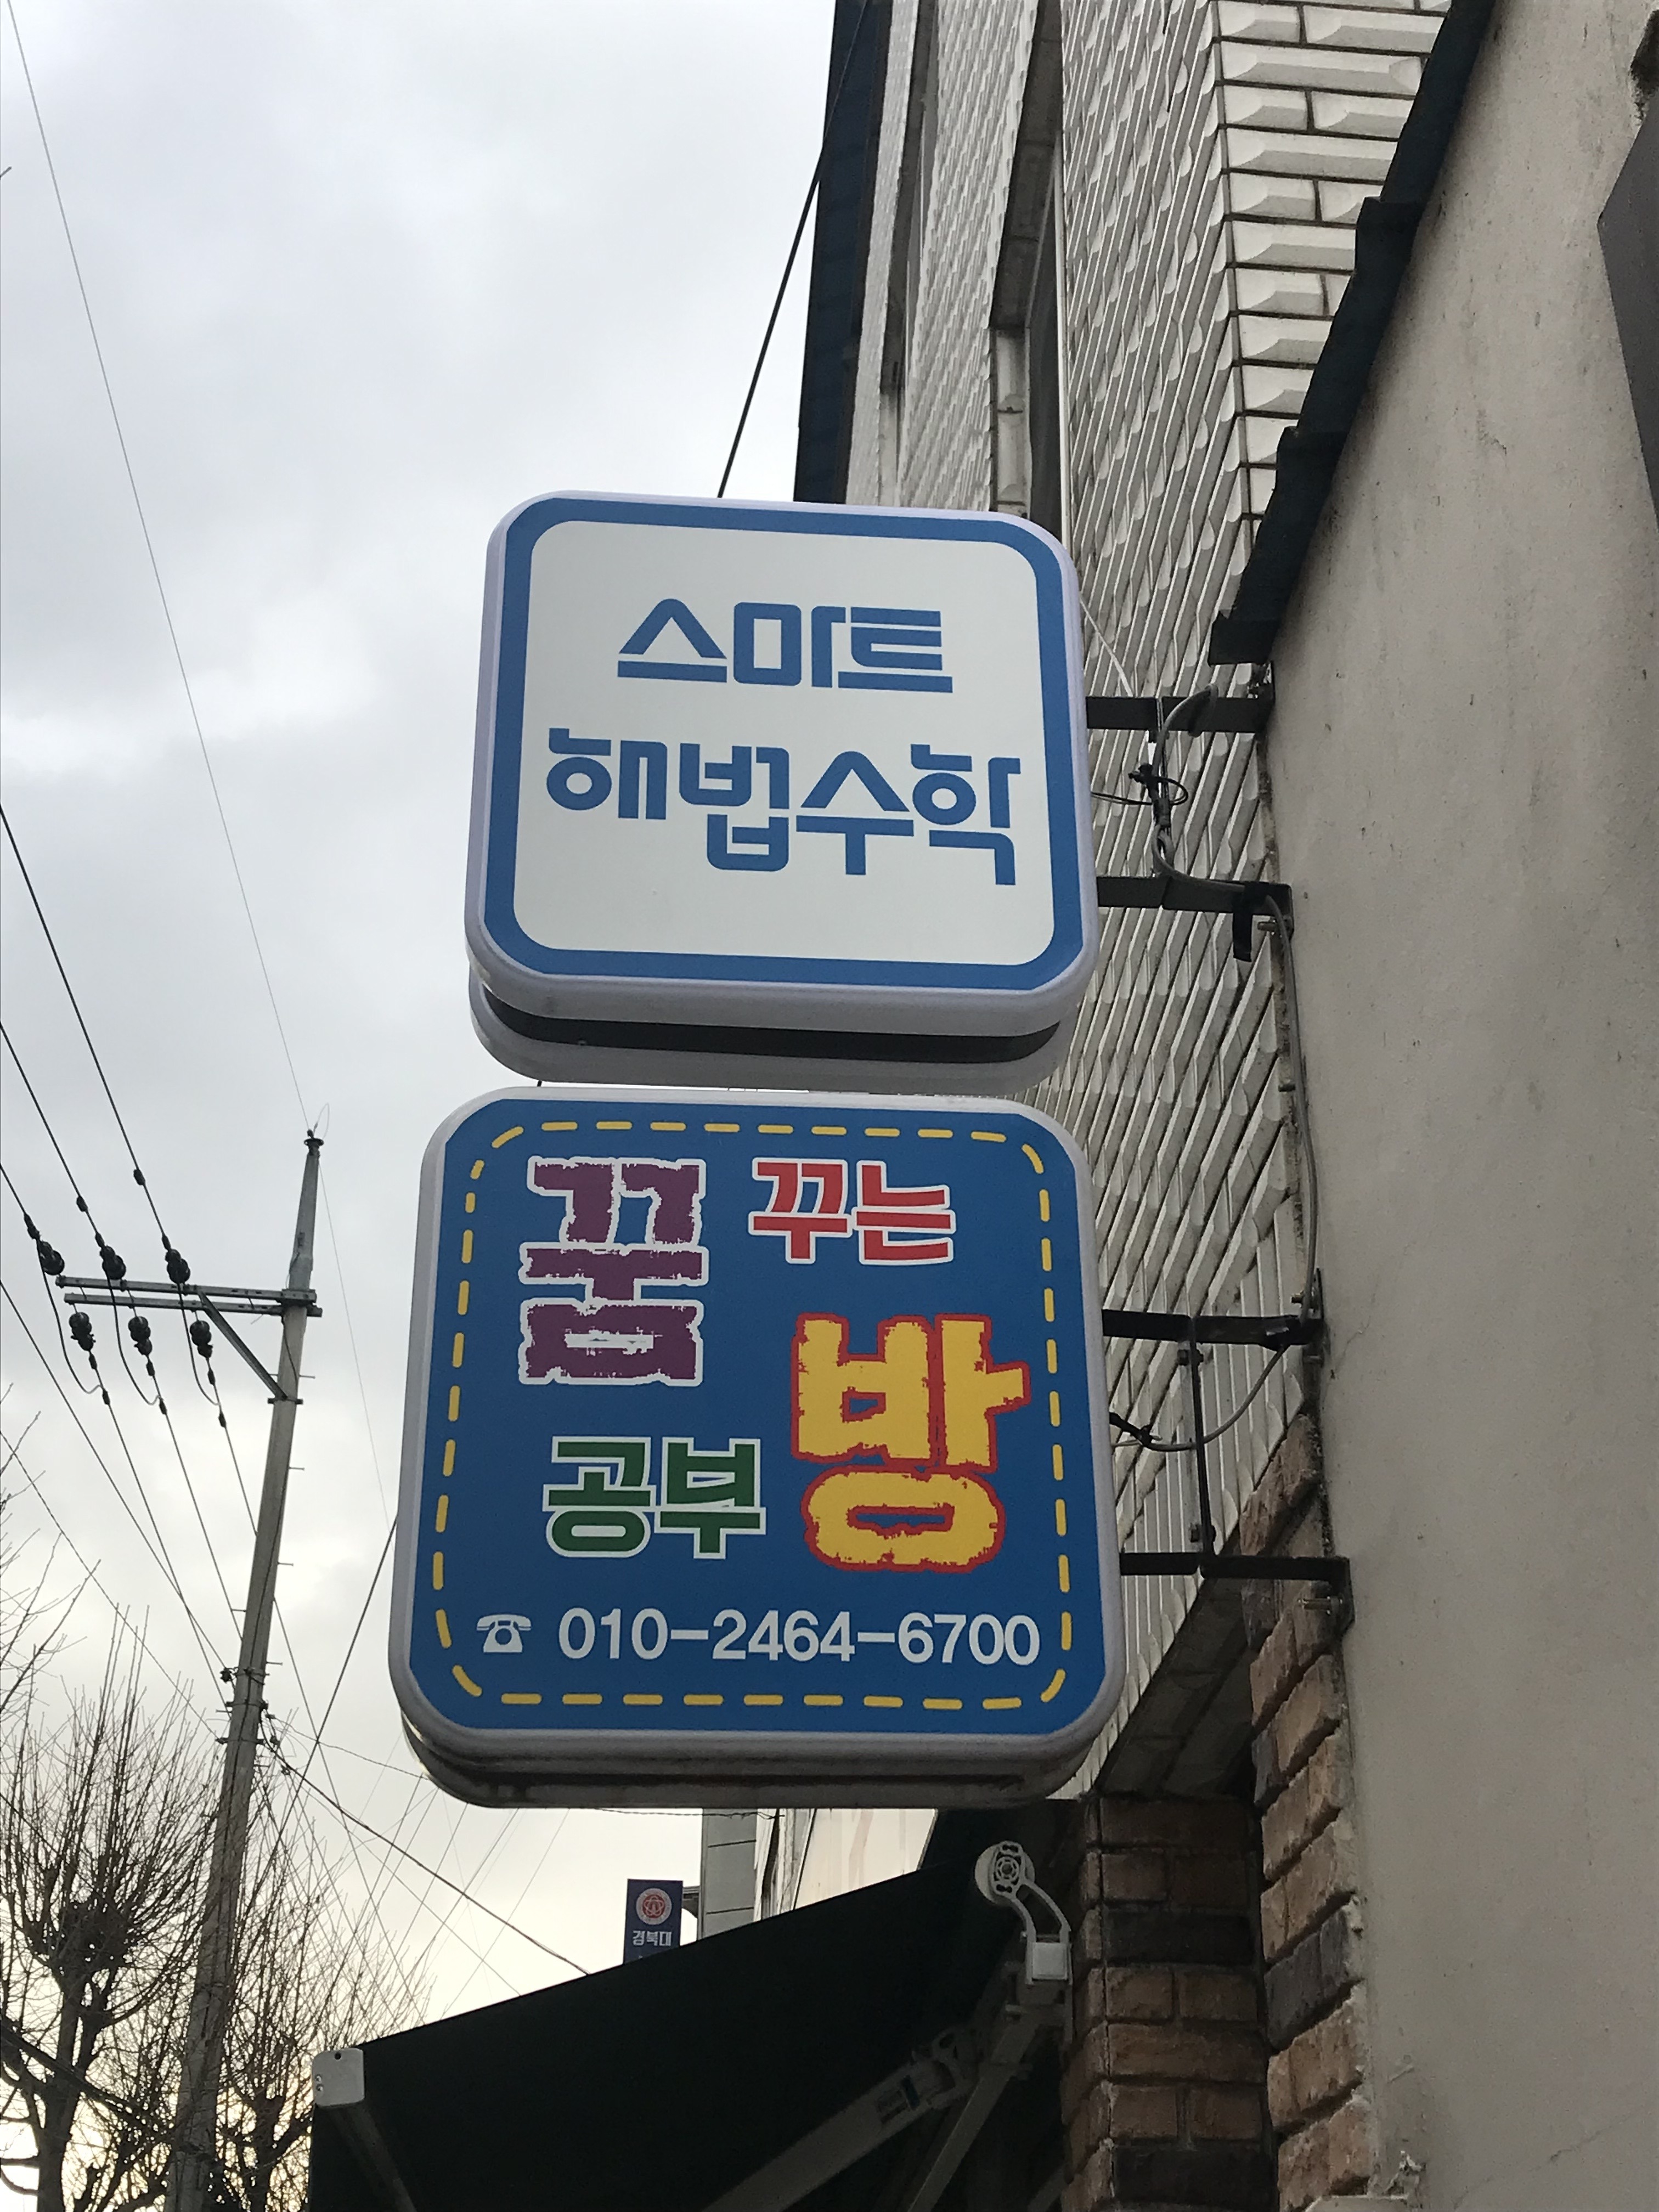 스마트
해법수학
꿈 꾸는
공부 방
☎ 010-2464-6700
경북대